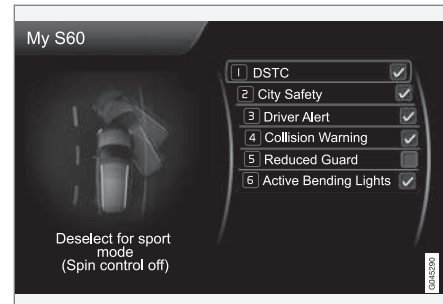 My S60
1 DSTC
2 City Safety
3 Driver Alert
4 Collision Warning
5 Reduced Guard
6 Active Bending Lights
Deselect for sport
mode
(Spin control off)
G045290